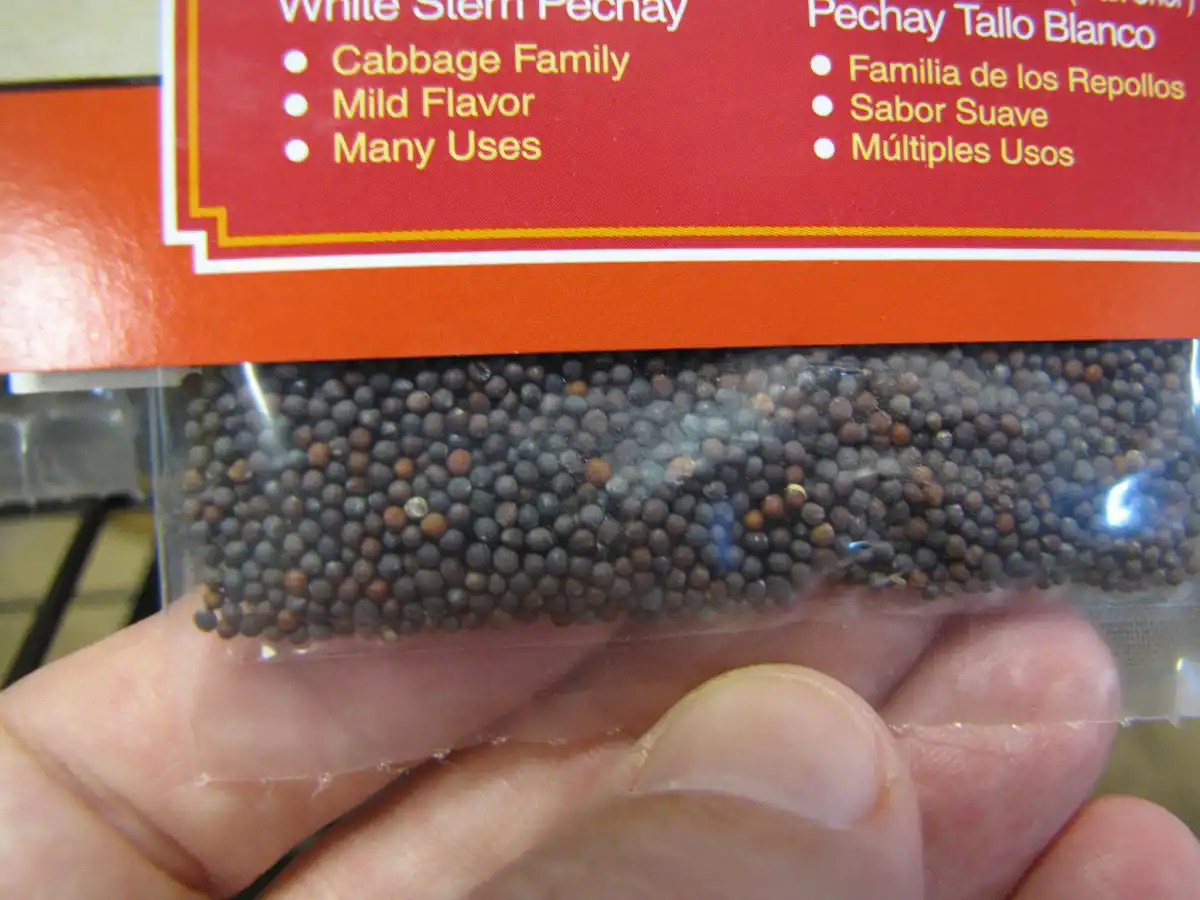 White Stem Pechay
• Cabbage Family
• Mild Flavor
• Many Uses
Pechay Tallo Blanco
• Familia de los Repollos
• Sabor Suave
• Múltiples Usos